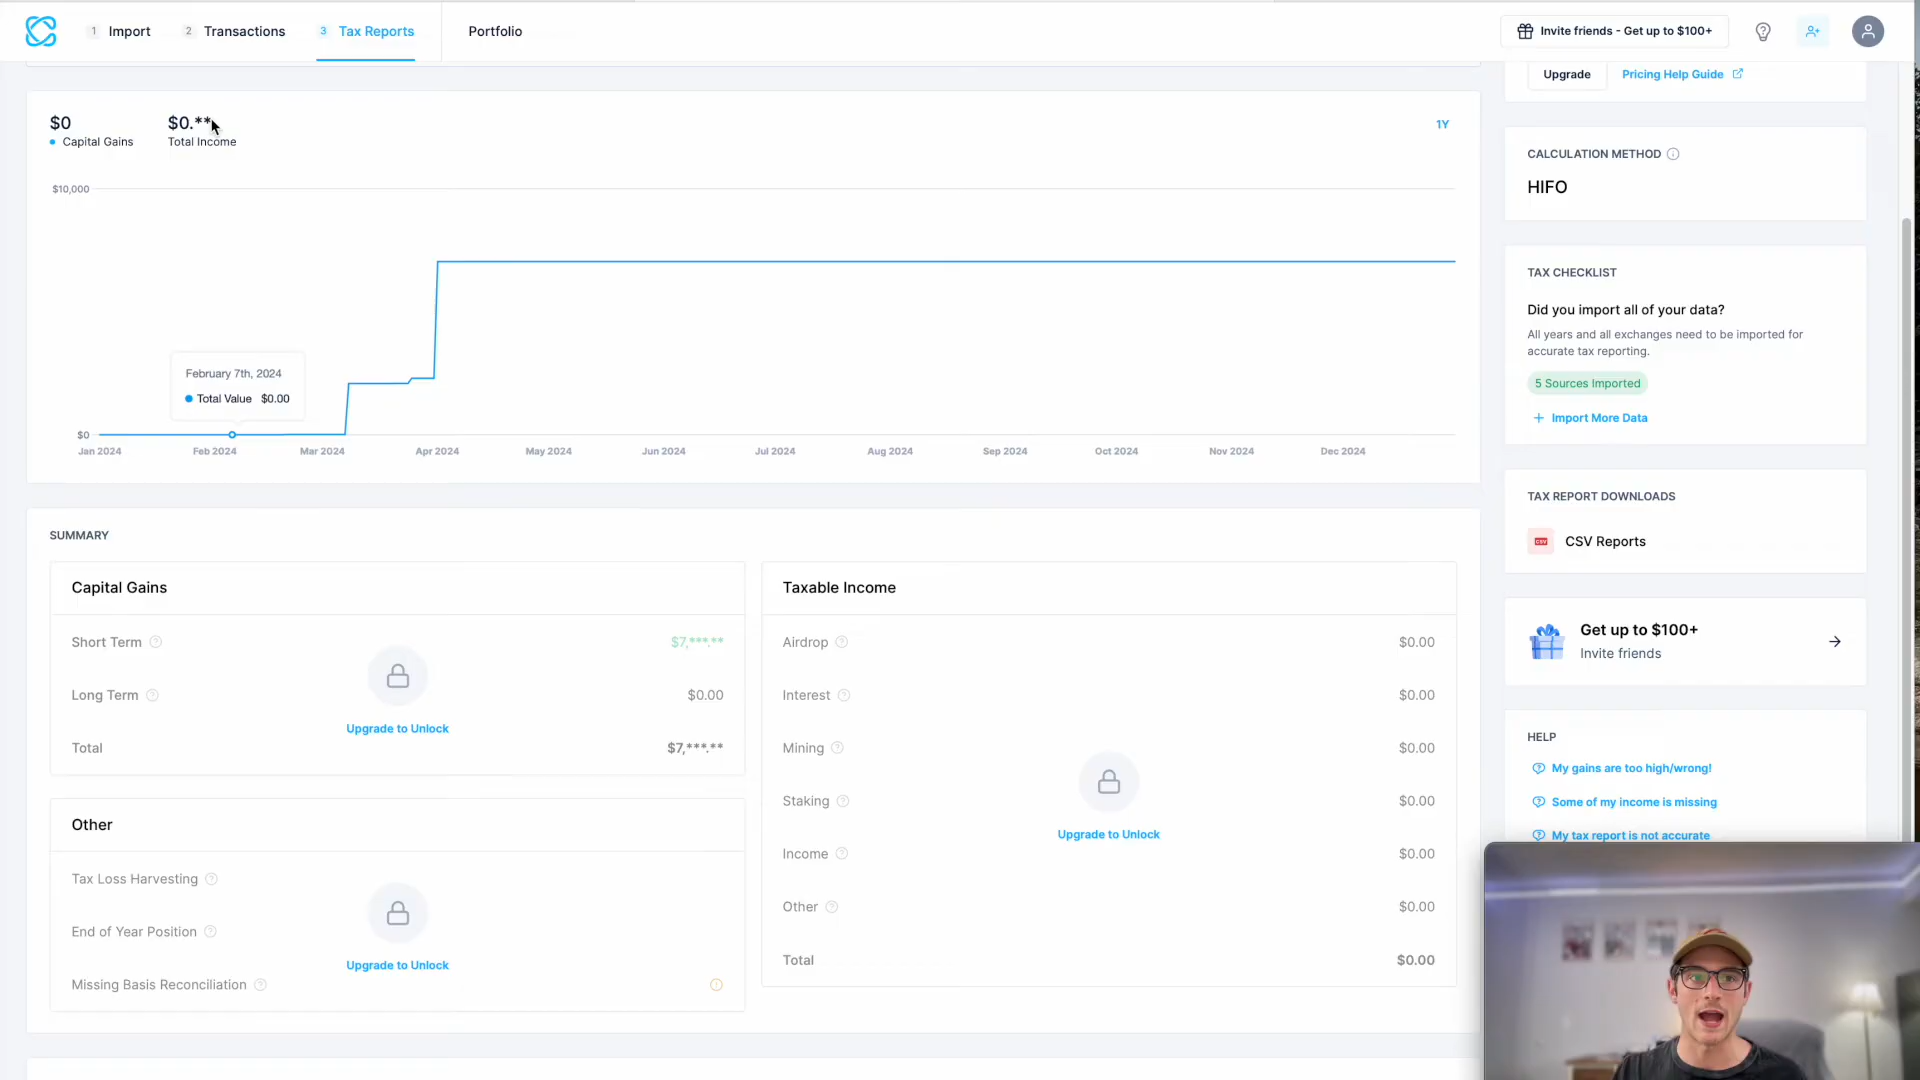 1 Import
2 Transactions
3 Tax Reports
Portfolio
Invite friends - Get up to $100+
Upgrade
Pricing Help Guide
$0
Capital Gains
$0.**
Total Income
1Y
$10,000
February 7th, 2024
Total Value $0.00
$0
Jan 2024
Feb 2024
Mar 2024
Apr 2024
May 2024
Jun 2024
Jul 2024
Aug 2024
Sep 2024
Oct 2024
Nov 2024
Dec 2024
SUMMARY
Capital Gains
Short Term
$7,***.**
Long Term
$0.00
Upgrade to Unlock
Total
$7,***.**
Other
Tax Loss Harvesting
End of Year Position
Upgrade to Unlock
Missing Basis Reconciliation
Taxable Income
Airdrop
$0.00
Interest
$0.00
Mining
$0.00
Staking
$0.00
Upgrade to Unlock
Income
$0.00
Other
$0.00
Total
$0.00
CALCULATION METHOD
HIFO
TAX CHECKLIST
Did you import all of your data?
All years and all exchanges need to be imported for
accurate tax reporting.
5 Sources Imported
+ Import More Data
TAX REPORT DOWNLOADS
CSV
CSV Reports
Get up to $100+
Invite friends
HELP
My gains are too high/wrong!
Some of my income is missing
My tax report is not accurate